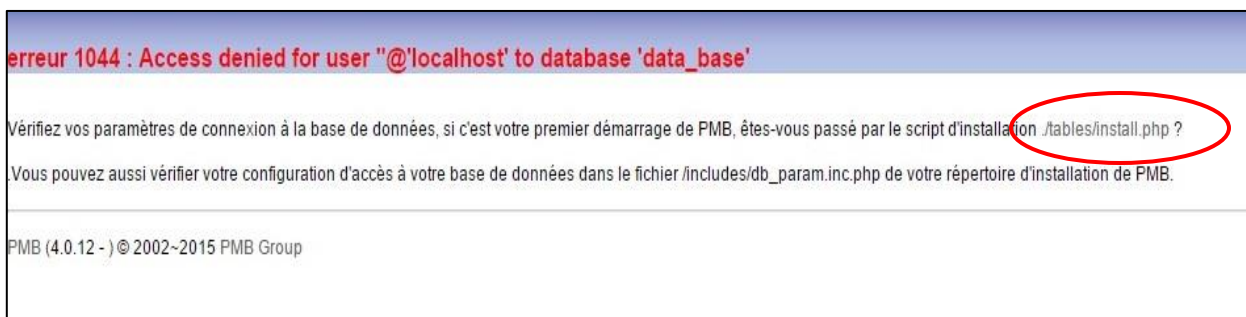 erreur 1044 : Access denied for user ''@'localhost' to database 'data_base'
Vérifiez vos paramètres de connexion à la base de données, si c'est votre premier démarrage de PMB, êtes-vous passé par le script d'installation ./tables/install.php ?
.Vous pouvez aussi vérifier votre configuration d'accès à votre base de données dans le fichier /includes/db_param.inc.php de votre répertoire d'installation de PMB.
PMB (4.0.12 - ) © 2002~2015 PMB Group